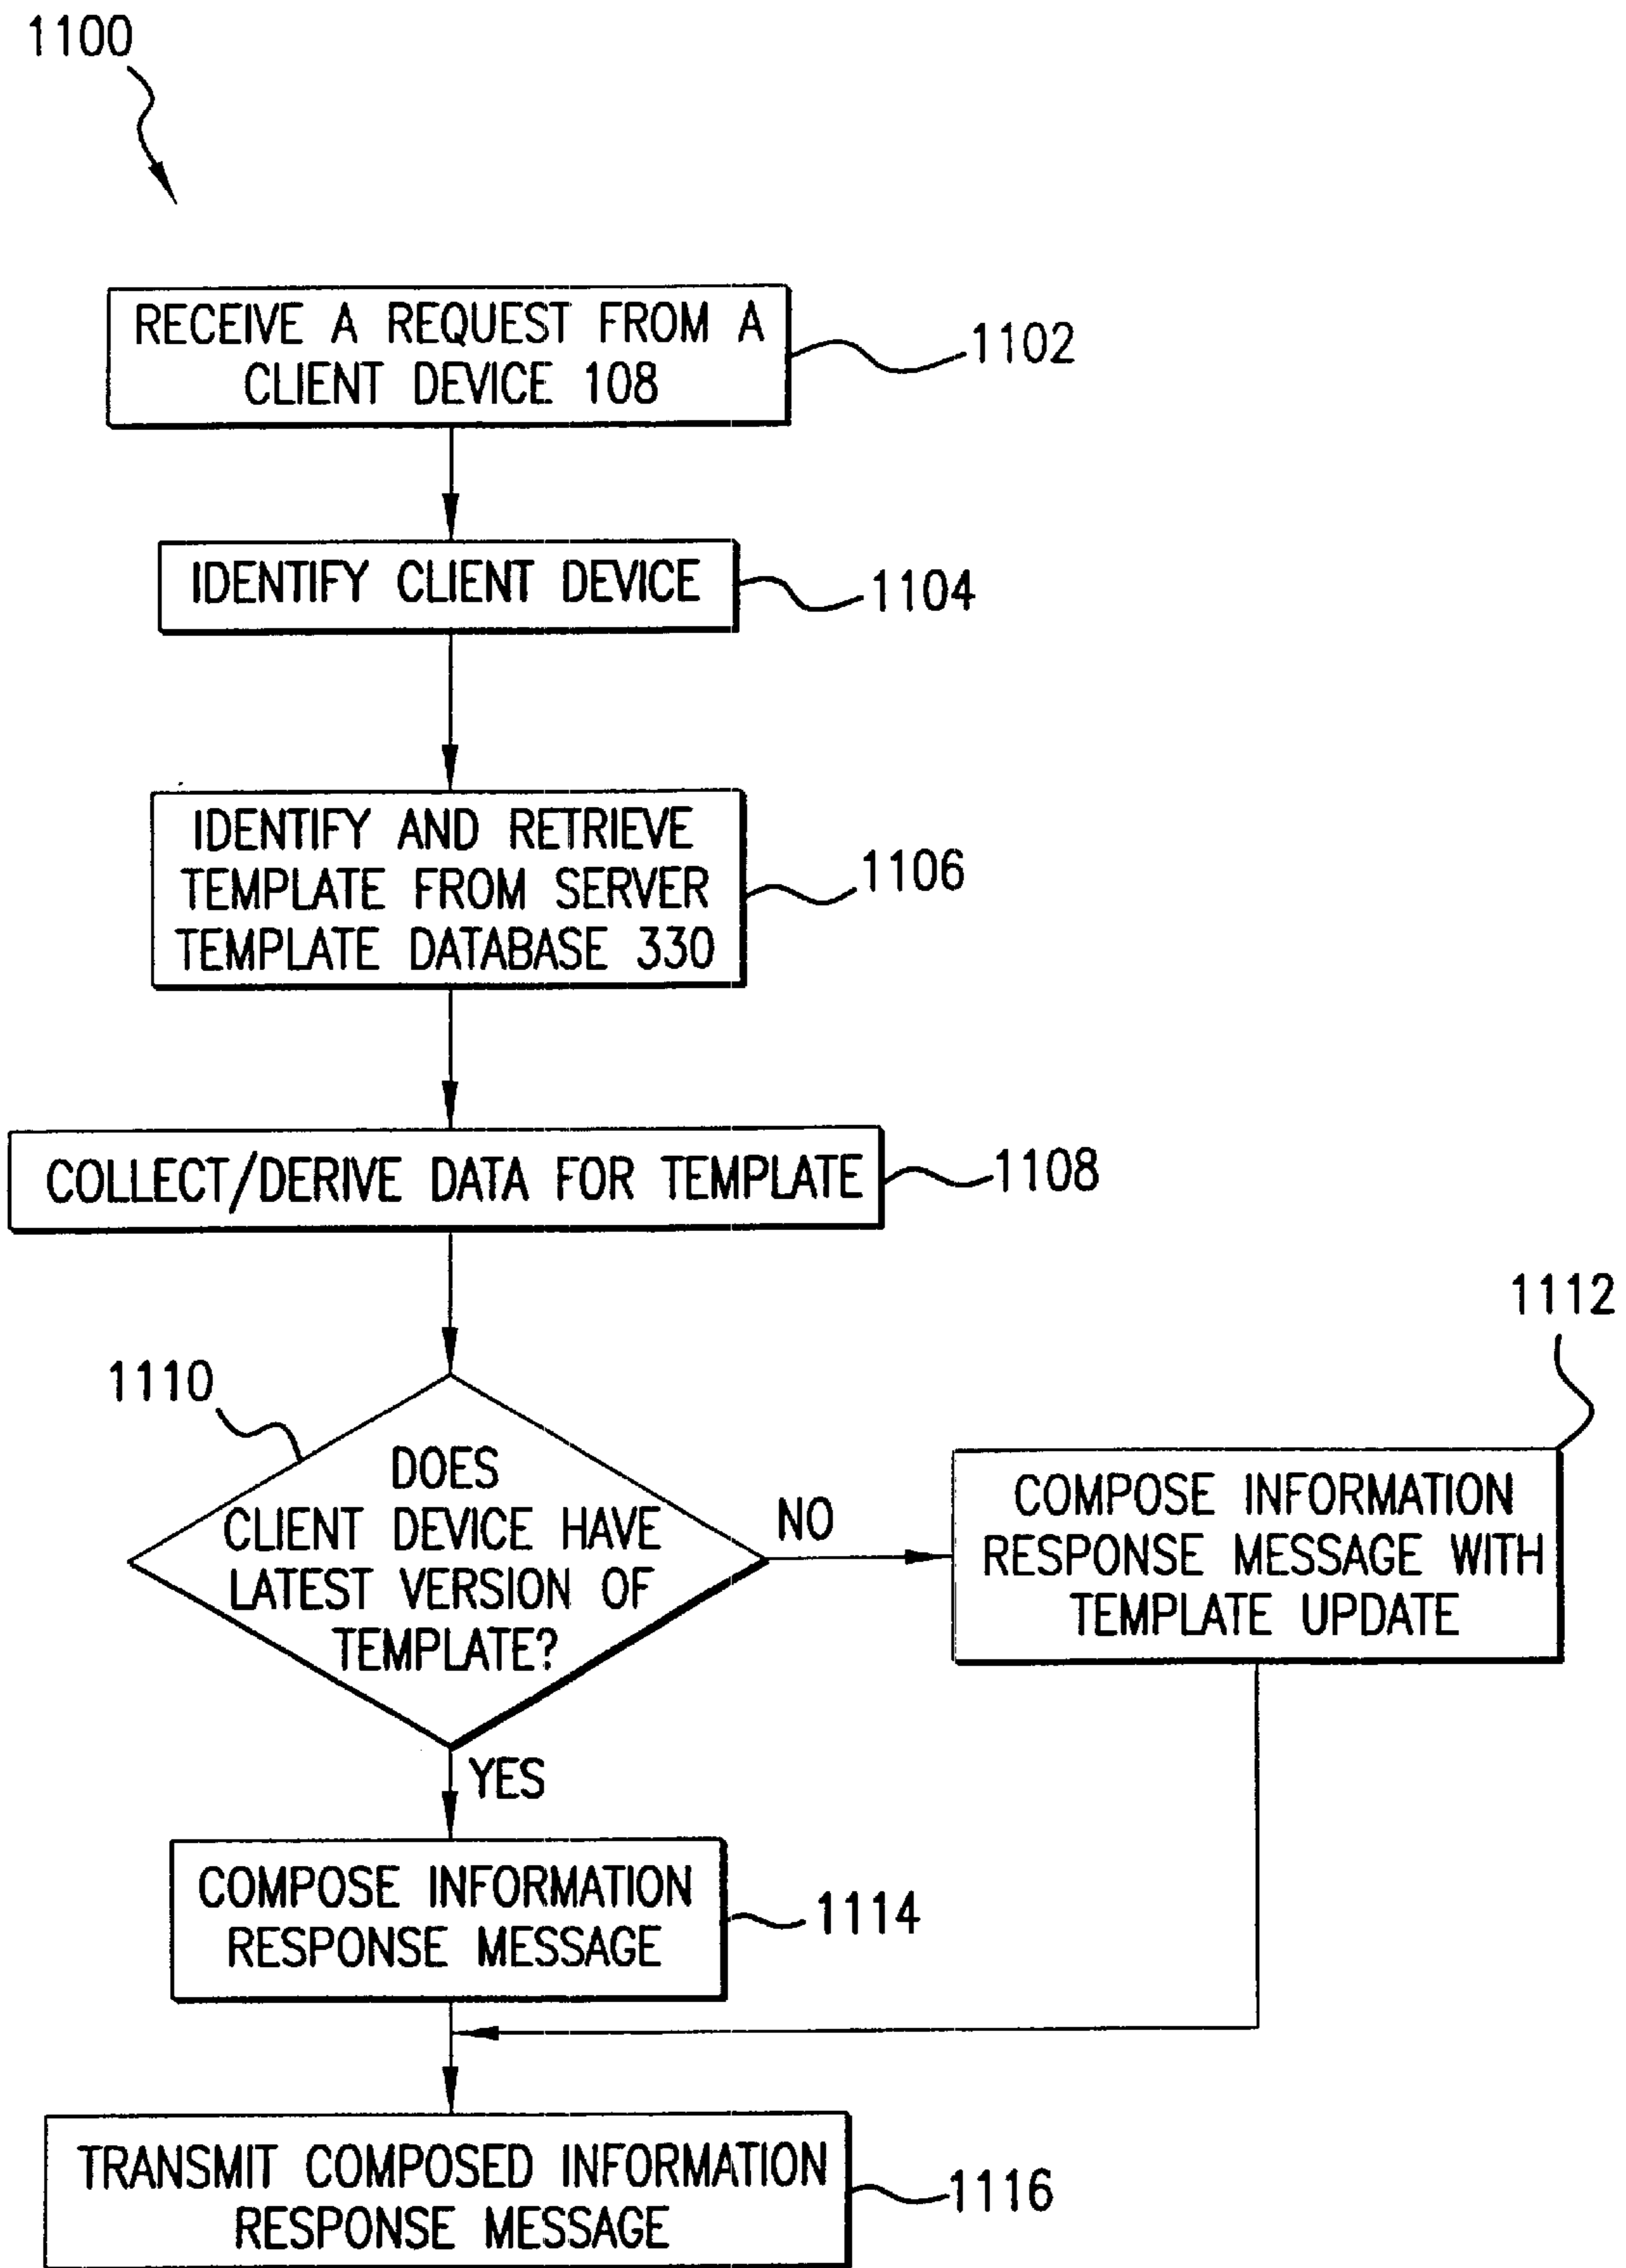 1100
RECEIVE A REQUEST FROM A
CLIENT DEVICE 108
1102
IDENTIFY CLIENT DEVICE
1104
IDENTIFY AND RETRIEVE
TEMPLATE FROM SERVER
TEMPLATE DATABASE 330
1106
COLLECT/DERIVE DATA FOR TEMPLATE
1108
1110
DOES
CLIENT DEVICE HAVE
LATEST VERSION OF
TEMPLATE?
NO
1112
COMPOSE INFORMATION
RESPONSE MESSAGE WITH
TEMPLATE UPDATE
YES
COMPOSE INFORMATION
RESPONSE MESSAGE
1114
TRANSMIT COMPOSED INFORMATION
RESPONSE MESSAGE
1116